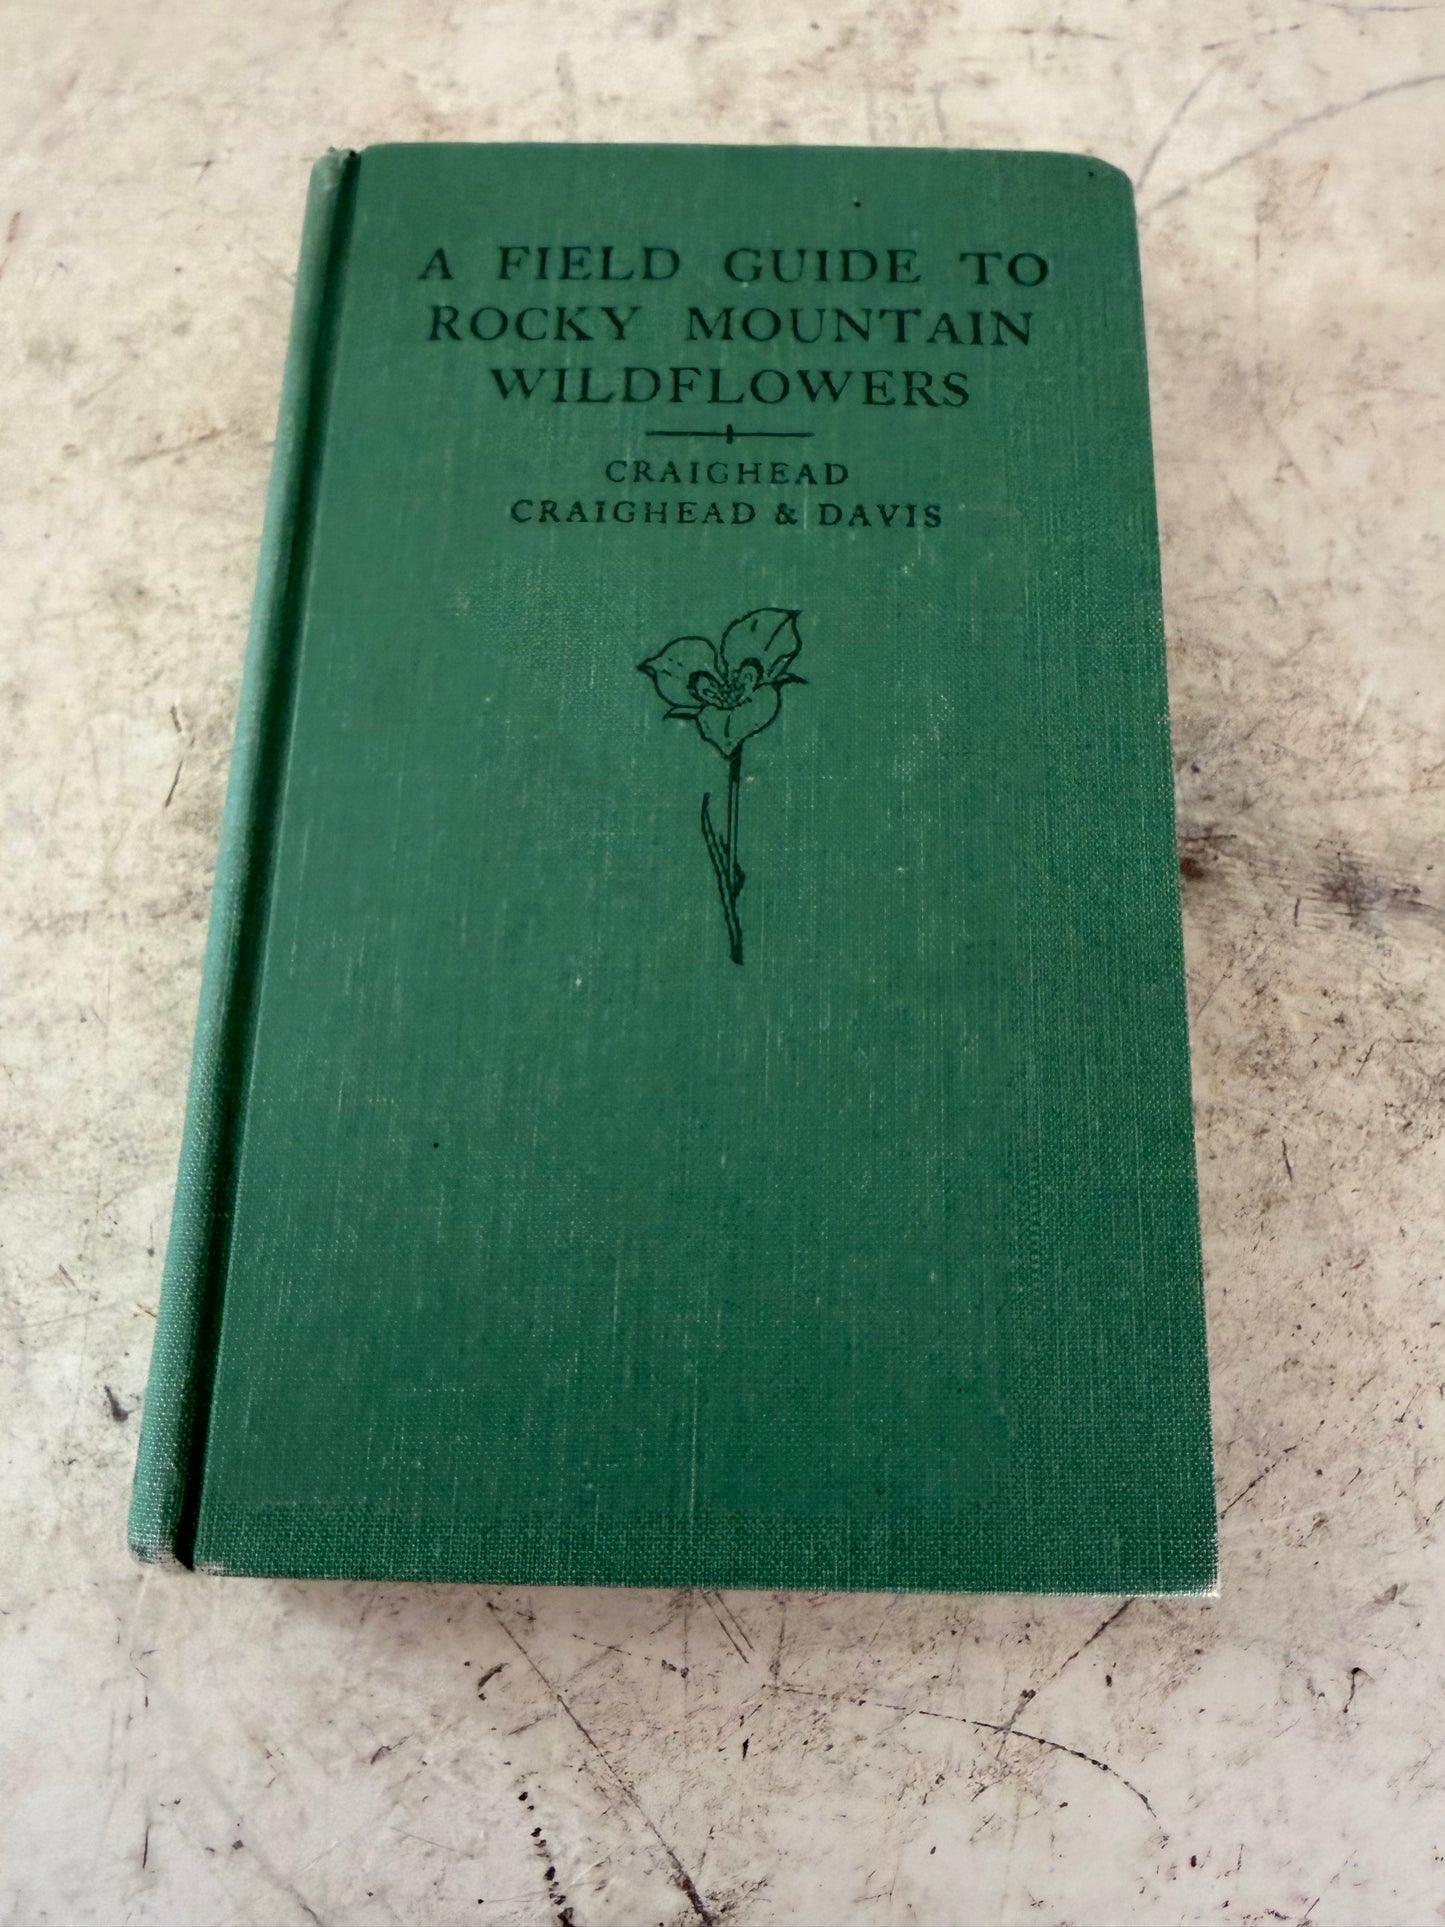 A FIELD GUIDE TO
ROCKY MOUNTAIN
WILDFLOWERS
CRAIGHEAD
CRAIGHEAD & DAVIS